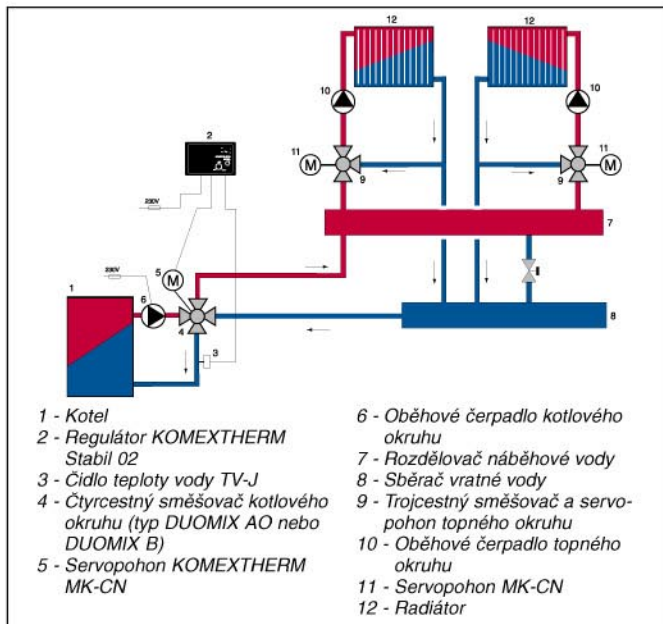 12
12
10
10
2
11
M
M
11
9
9
230V
7
230V
5
M
1
6
4
3
8
1 - Kotel
2 - Regulátor KOMEXTHERM
Stabil 02
3 - Čidlo teploty vody TV-J
4 - Čtyrcestný směšovač kotlového
okruhu (typ DUOMIX AO nebo
DUOMIX B)
5 - Servopohon KOMEXTHERM
MK-CN
6 - Oběhové čerpadlo kotlového
okruhu
7 - Rozdělovač náběhové vody
8 - Sběrač vratné vody
9 - Trojcestný směšovač a servo-
pohon topného okruhu
10 - Oběhové čerpadlo topného
okruhu
11 - Servopohon MK-CN
12 - Radiátor